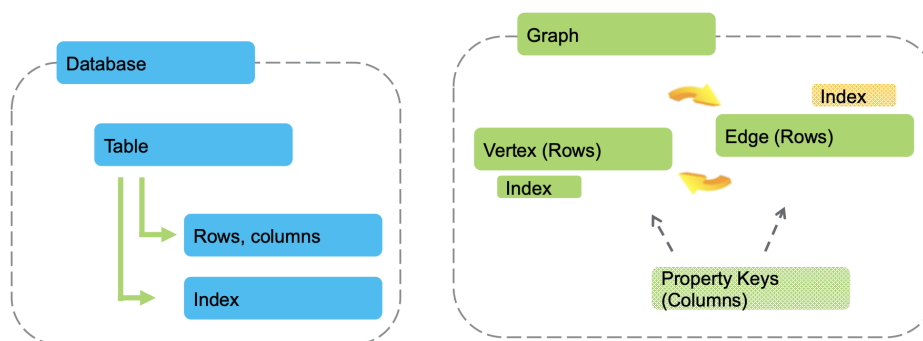 Database
Table
Rows, columns
Index
Graph
Index
Edge (Rows)
Vertex (Rows)
Index
Property Keys
(Columns)